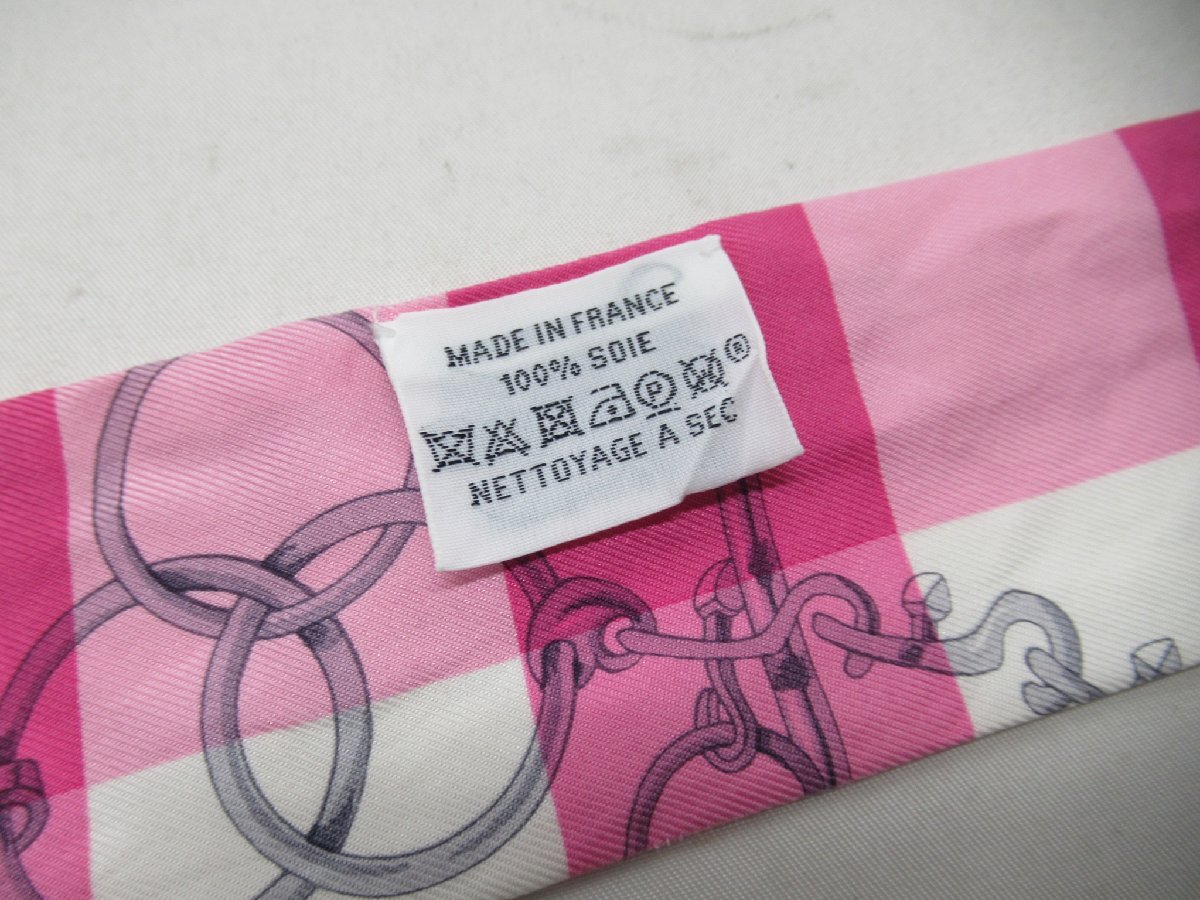 MADE IN FRANCE
100% SOIE
P ®
NETTOYAGE A SEC